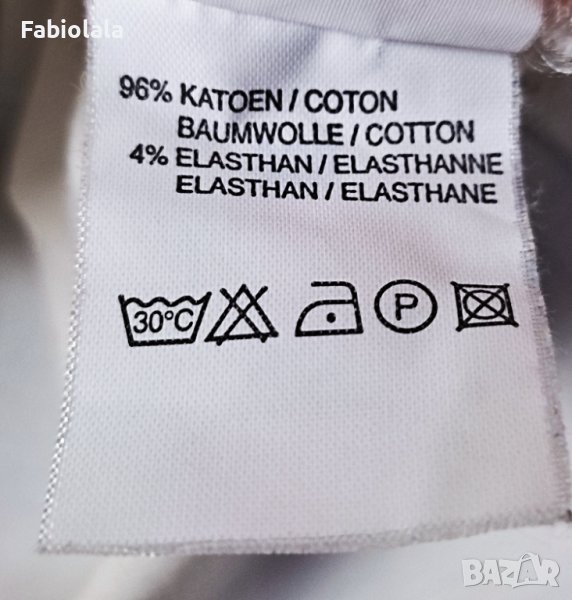 Fabiolala
96% KATOEN / COTON
BAUMWOLLE / COTTON
4% ELASTHAN / ELASTHANNE
ELASTHAN / ELASTHANE
30°C P
BAZAR